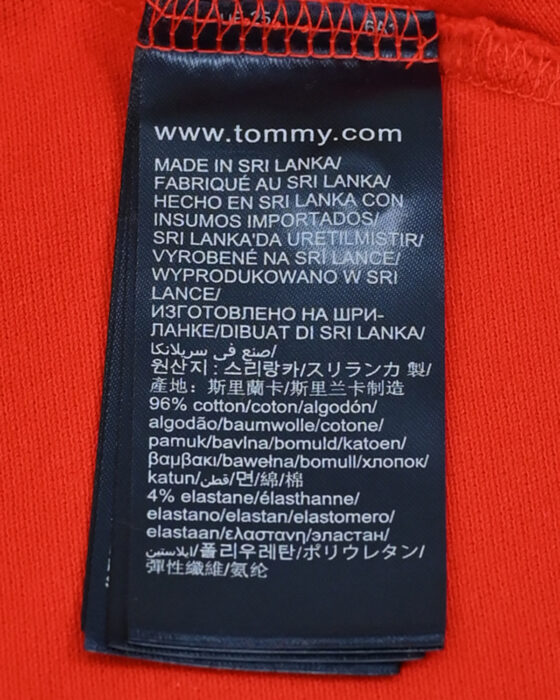 www.tommy.com
MADE IN SRI LANKA/
FABRIQUÉ AU SRI LANKA/
HECHO EN SRI LANKA CON
INSUMOS IMPORTADOS/
SRI LANKA'DA URETILMISTIR/
VYROBENÉ NA SRÍ LANCE/
WYPRODUKOWANO W SRI
LANCE/
ИЗГОТОВЛЕНО НА ШРИ-
ЛАНКЕ/DIBUAT DI SRI LANKA/
صنع في سريلانكا/
원산지 : 스리랑카/スリランカ 製/
產地：斯里蘭卡/斯里兰卡制造
96% cotton/coton/algodón/
algodão/baumwolle/cotone/
pamuk/bavlna/bomuld/katoen/
βαμβακι/bawełna/bomull/хлопок/
katun/قطن/면/綿/棉
4% elastane/élasthanne/
elastano/elastan/elastomero/
elastaan/ελαστανη/эластан/
ايلاستين/폴리우레탄/ポリウレタン/
彈性纖維/氨纶